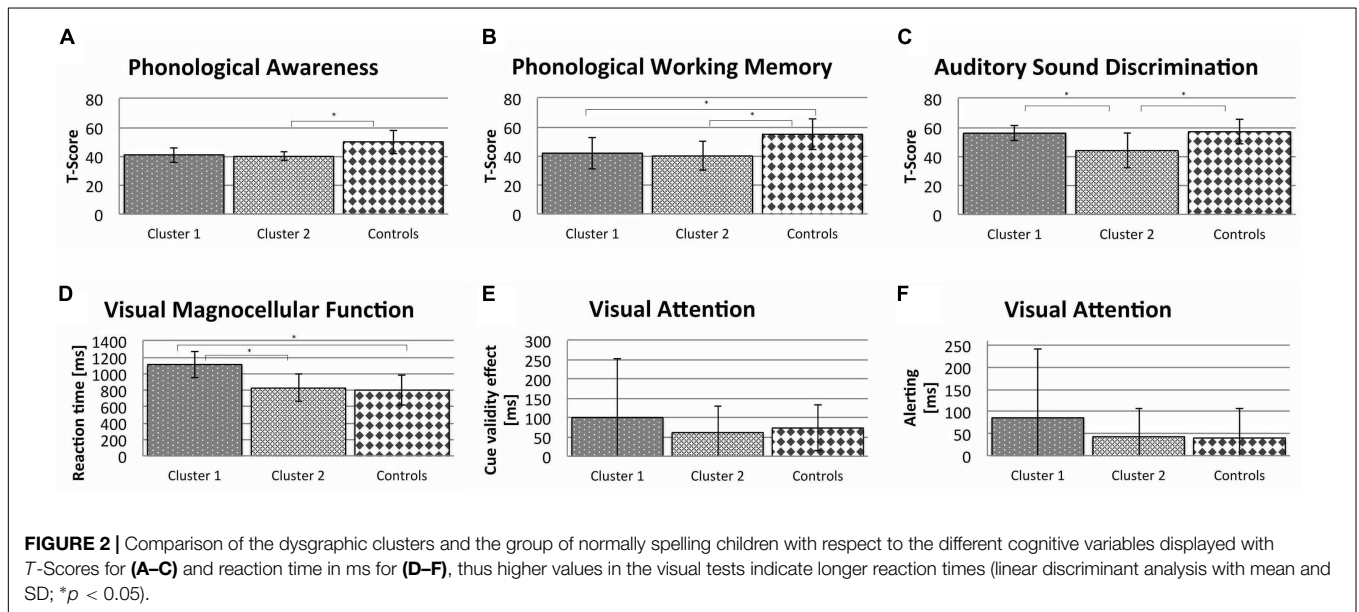 A
Phonological Awareness
T-Score
80
60
40
20
0
*
Cluster 1
Cluster 2
Controls
B
Phonological Working Memory
T-Score
80
60
40
20
0
*
*
Cluster 1
Cluster 2
Controls
C
Auditory Sound Discrimination
T-Score
80
60
40
20
0
*
*
Cluster 1
Cluster 2
Controls
D
Visual Magnocellular Function
Reaction time [ms]
1400
1200
1000
800
600
400
200
0
*
*
Cluster 1
Cluster 2
Controls
E
Visual Attention
Cue validity effect
[ms]
300
250
200
150
100
50
0
Cluster 1
Cluster 2
Controls
F
Visual Attention
Alerting
[ms]
250
200
150
100
50
0
Cluster 1
Cluster 2
Controls
FIGURE 2 | Comparison of the dysgraphic clusters and the group of normally spelling children with respect to the different cognitive variables displayed with
T-Scores for (A–C) and reaction time in ms for (D–F), thus higher values in the visual tests indicate longer reaction times (linear discriminant analysis with mean and
SD; *p < 0.05).